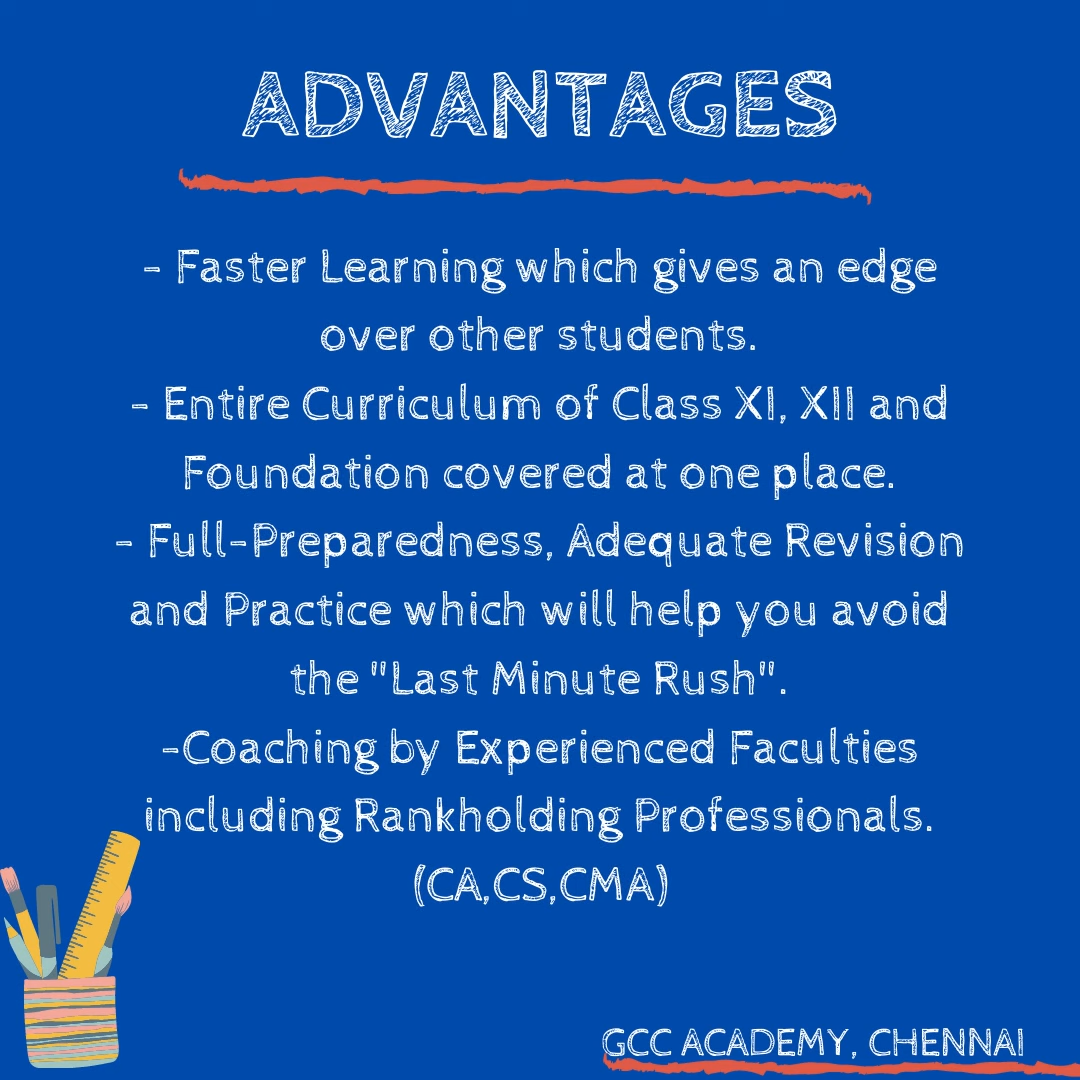 ADVANTAGES
- Faster Learning which gives an edge
over other students.
- Entire Curriculum of Class XI, XII and
Foundation covered at one place.
- Full-Preparedness, Adequate Revision
and Practice which will help you avoid
the "Last Minute Rush".
-Coaching by Experienced Faculties
including Rankholding Professionals.
(CA,CS,CMA)
GCC ACADEMY, CHENNAI